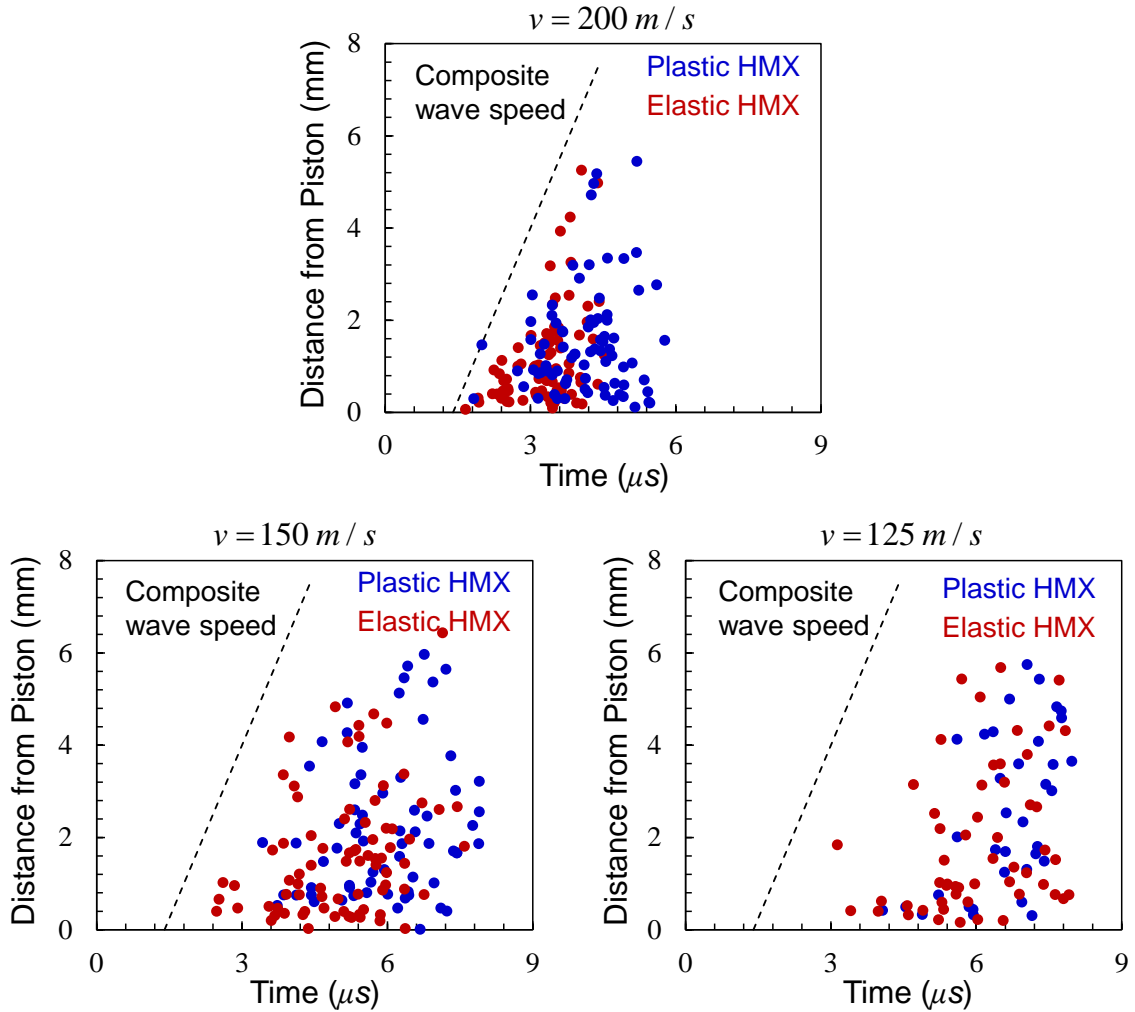 v = 200 m / s
Composite
wave speed
Plastic HMX
Elastic HMX
Distance from Piston (mm)
8
6
4
2
0
0 3 6 9
Time (μs)
v = 150 m / s
Composite
wave speed
Plastic HMX
Elastic HMX
Distance from Piston (mm)
8
6
4
2
0
0 3 6 9
Time (μs)
v = 125 m / s
Composite
wave speed
Plastic HMX
Elastic HMX
Distance from Piston (mm)
8
6
4
2
0
0 3 6 9
Time (μs)